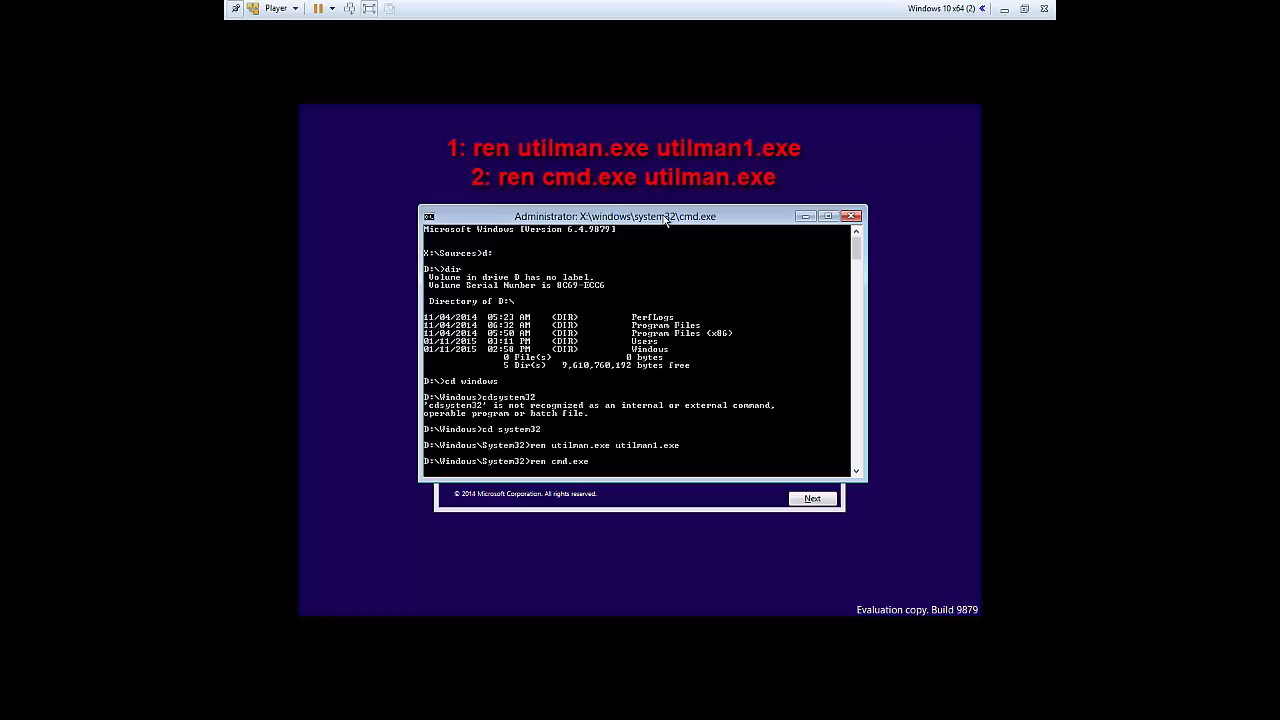 Player
Windows 10 x64 (2)
1: ren utilman.exe utilman1.exe
2: ren cmd.exe utilman.exe
Administrator: X:\windows\system32\cmd.exe
Microsoft Windows [Version 6.4.9879]
X:\Sources>d:
D:\>dir
Volume in drive D has no label.
Volume Serial Number is 8C69-ECC6
Directory of D:\
11/04/2014 05:23 AM <DIR> PerfLogs
11/04/2014 06:32 AM <DIR> Program Files
11/04/2014 05:50 AM <DIR> Program Files (x86)
01/11/2015 03:11 PM <DIR> Users
01/11/2015 02:58 PM <DIR> Windows
0 File(s) 0 bytes
5 Dir(s) 9,610,760,192 bytes free
D:\>cd windows
D:\Windows>cdsystem32
'cdsystem32' is not recognized as an internal or external command,
operable program or batch file.
D:\Windows>cd system32
D:\Windows\System32>ren utilman.exe utilman1.exe
D:\Windows\System32>ren cmd.exe
© 2014 Microsoft Corporation. All rights reserved.
Next
Evaluation copy. Build 9879